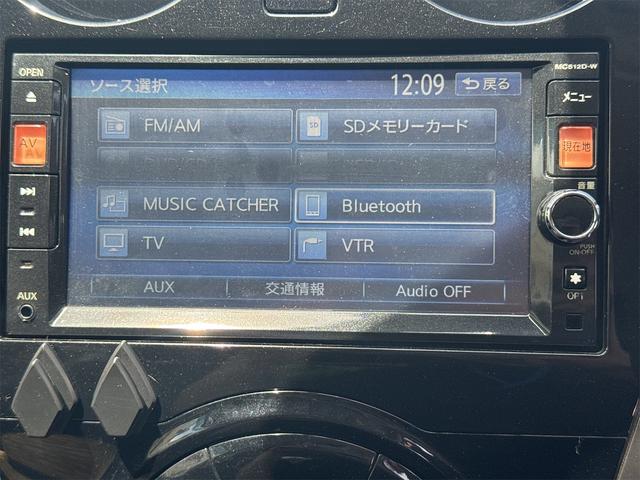 OPEN
MC512D-W
ソース選択 12:09 戻る
メニュー
AV
現在地
FM/AM SDメモリーカード
MUSIC CATCHER Bluetooth
音量
TV VTR
PUSH
ON-OFF
AUX 交通情報 Audio OFF
AUX
OPT